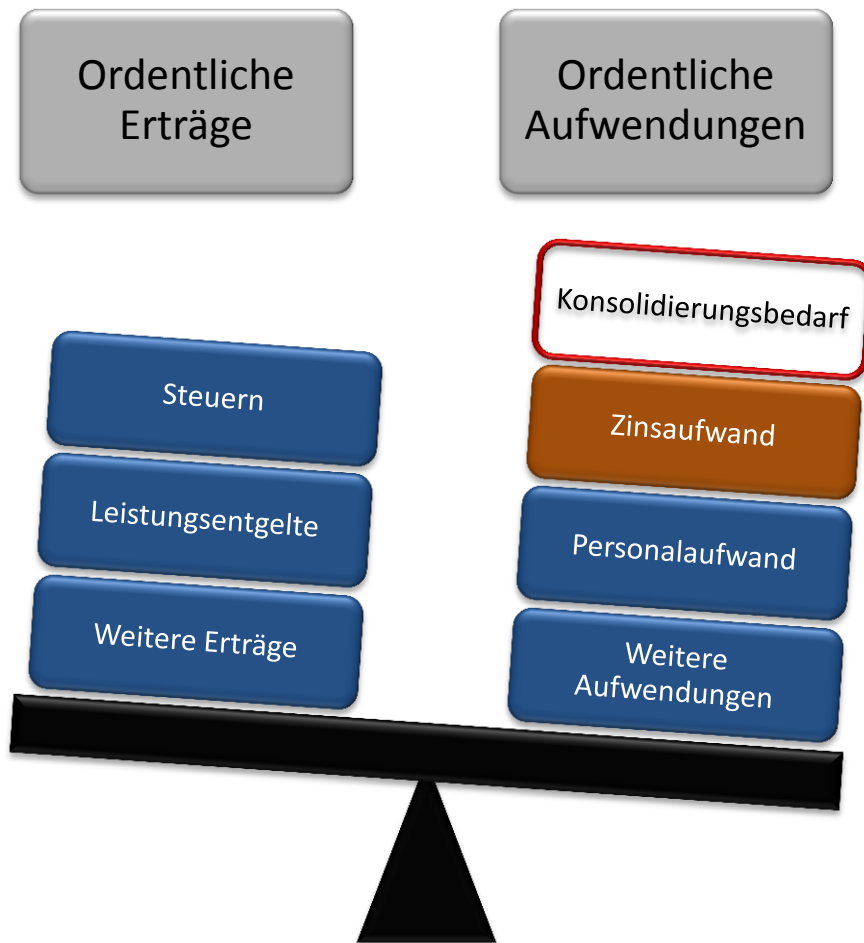 Ordentliche
Erträge
Ordentliche
Aufwendungen
Steuern
Leistungsentgelte
Weitere Erträge
Konsolidierungsbedarf
Zinsaufwand
Personalaufwand
Weitere
Aufwendungen